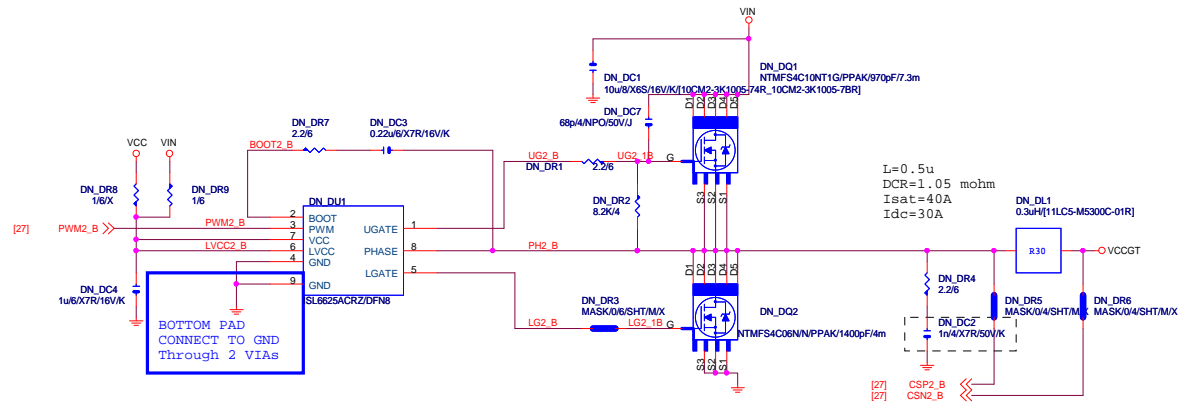 VIN
DN_DQ1
NTMFS4C10NT1G/PPAK/970pF/7.3m
DN_DC1
10u/8/X6S/16V/K/[10CM2-3K1005-74R_10CM2-3K1005-7BR]
D1
D2
D3
D4
D5
DN_DC7
68p/4/NPO/50V/J
DN_DR7
2.2/6
DN_DC3
0.22u/6/X7R/16V/K
VCC
VIN
BOOT2_B
UG2_B
UG2_1B
G
DN_DR1
2.2/6
L=0.5u
DCR=1.05 mohm
Isat=40A
Idc=30A
DN_DR8
1/6/X
DN_DR9
1/6
DN_DU1
DN_DR2
8.2K/4
S3
S2
S1
DN_DL1
0.3uH/[11LC5-M5300C-01R]
2
BOOT
3
PWM
7
VCC
6
LVCC
4
GND
9
GND
UGATE
1
PHASE
8
LGATE
5
[27]
PWM2_B
PWM2_B
LVCC2_B
PH2_B
R30
VCCGT
SL6625ACRZ/DFN8
D1
D2
D3
D4
D5
DN_DC4
1u/6/X7R/16V/K
DN_DR4
2.2/6
DN_DR3
MASK/0/6/SHT/M/X
DN_DR5
MASK/0/4/SHT/M/X
DN_DR6
MASK/0/4/SHT/M/X
DN_DQ2
NTMFS4C06N/N/PPAK/1400pF/4m
LG2_B
LG2_1B
G
DN_DC2
1n/4/X7R/50V/K
BOTTOM PAD
CONNECT TO GND
Through 2 VIAs
S3
S2
S1
[27]
CSP2_B
[27]
CSN2_B